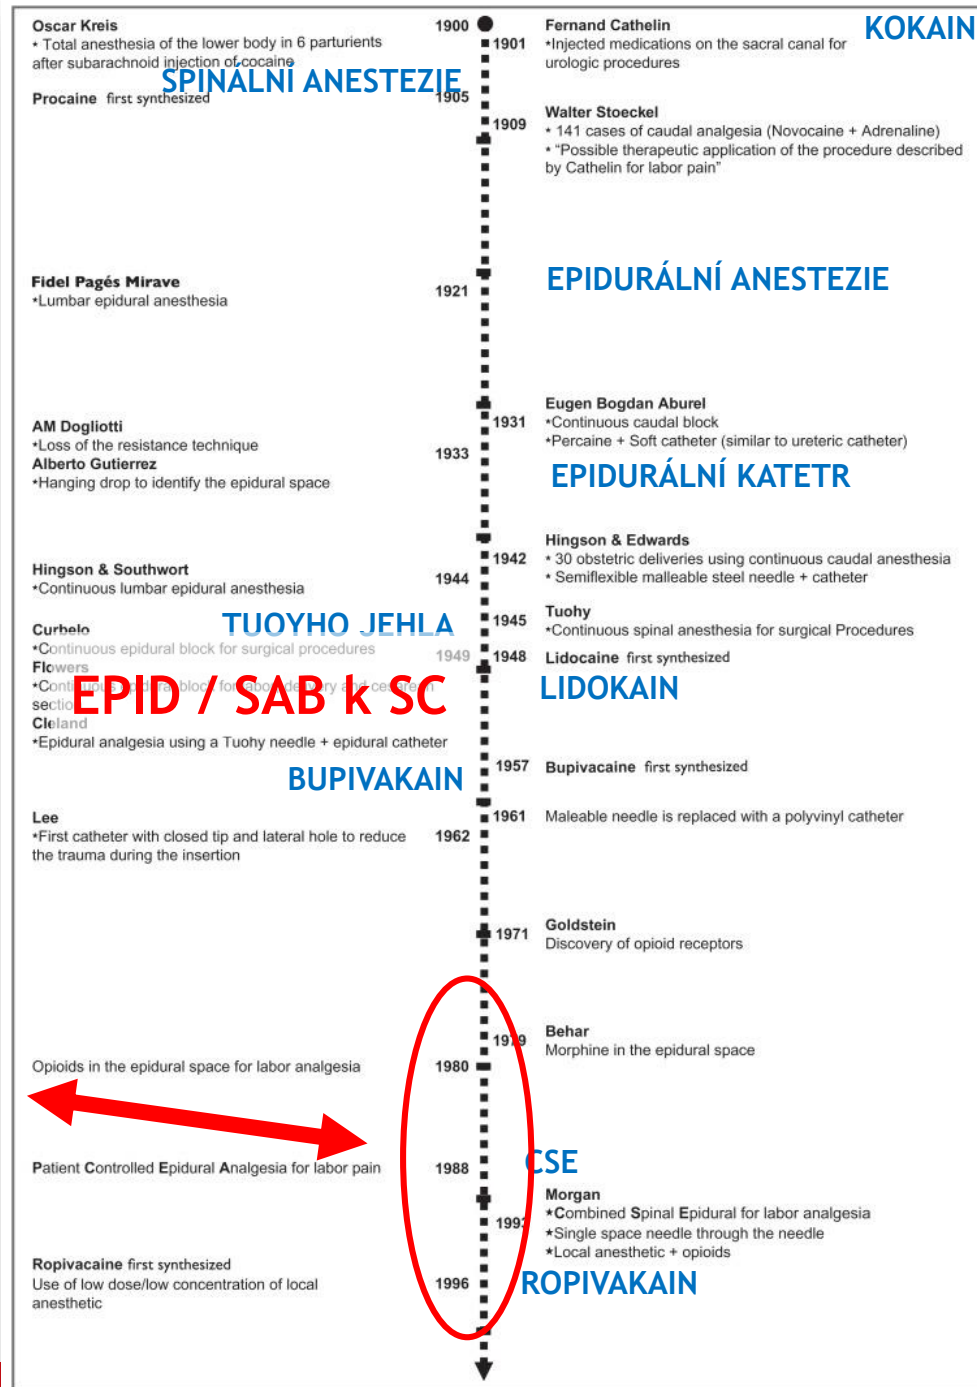 Oscar Kreis
* Total anesthesia of the lower body in 6 parturients
after subarachnoid injection of cocaine
SPINÁLNÍ ANESTEZIE
1900
Fernand Cathelin
KOKAIN
1901
*Injected medications on the sacral canal for
urologic procedures
Procaine first synthesized
1905
Walter Stoeckel
1909
* 141 cases of caudal analgesia (Novocaine + Adrenaline)
* "Possible therapeutic application of the procedure described
by Cathelin for labor pain"
Fidel Pagés Mirave
*Lumbar epidural anesthesia
1921
EPIDURÁLNÍ ANESTEZIE
Eugen Bogdan Aburel
1931
*Continuous caudal block
*Percaine + Soft catheter (similar to ureteric catheter)
AM Dogliotti
*Loss of the resistance technique
1933
Alberto Gutierrez
*Hanging drop to identify the epidural space
EPIDURÁLNÍ KATETR
Hingson & Edwards
1942
* 30 obstetric deliveries using continuous caudal anesthesia
* Semiflexible malleable steel needle + catheter
Hingson & Southwort
*Continuous lumbar epidural anesthesia
1944
Tuohy
1945
*Continuous spinal anesthesia for surgical Procedures
TUOYHO JEHLA
Curbelo
*Continuous epidural block for surgical procedures
1949
1948
Lidocaine first synthesized
LIDOKAIN
Flowers
*Continuous epidural block for labor delivery and cesarean
section
EPID / SAB k SC
Cleland
*Epidural analgesia using a Tuohy needle + epidural catheter
1957
Bupivacaine first synthesized
BUPIVAKAIN
1961
Maleable needle is replaced with a polyvinyl catheter
Lee
*First catheter with closed tip and lateral hole to reduce
the trauma during the insertion
1962
Goldstein
1971
Discovery of opioid receptors
Behar
1979
Morphine in the epidural space
Opioids in the epidural space for labor analgesia
1980
Patient Controlled Epidural Analgesia for labor pain
1988
CSE
Morgan
1993
*Combined Spinal Epidural for labor analgesia
*Single space needle through the needle
*Local anesthetic + opioids
Ropivacaine first synthesized
Use of low dose/low concentration of local
anesthetic
1996
ROPIVAKAIN